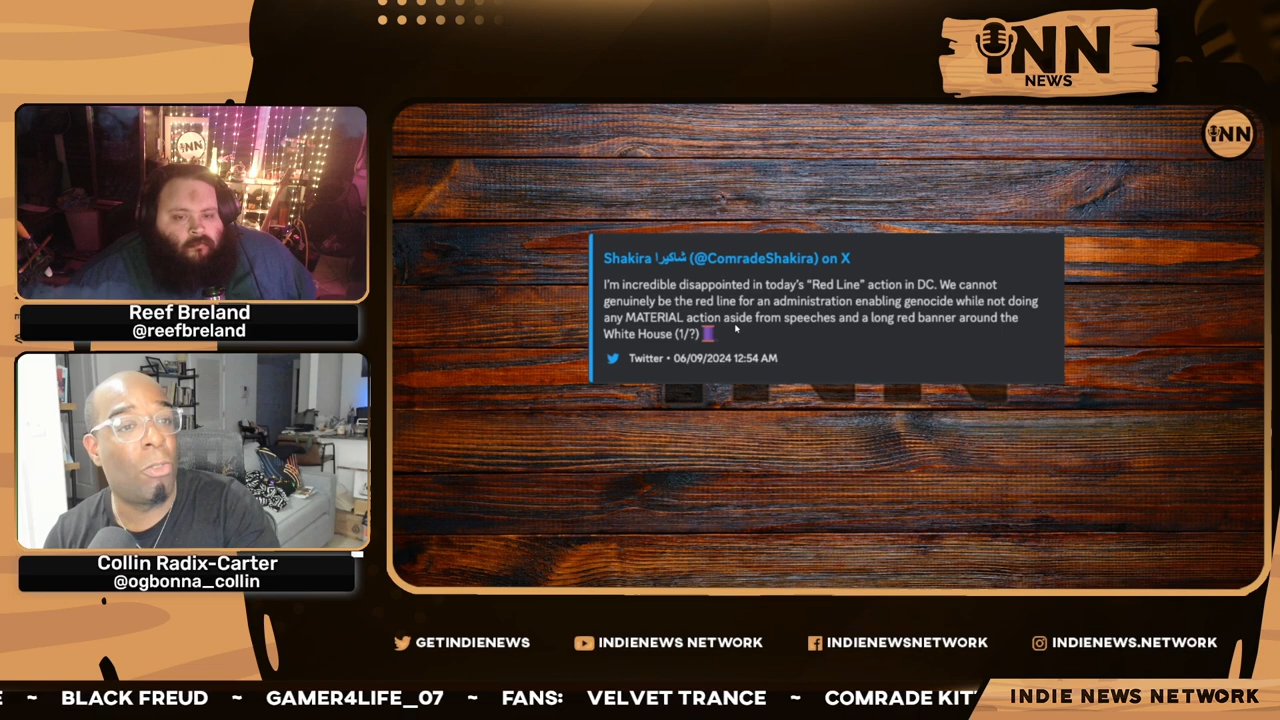 iNN
NEWS
iNN
iNN
Reef Breland
@reefbreland
Shakira شاكيرا (@ComradeShakira) on X
I'm incredible disappointed in today's “Red Line” action in DC. We cannot
genuinely be the red line for an administration enabling genocide while not doing
any MATERIAL action aside from speeches and a long red banner around the
White House (1/?)🧵
Twitter • 06/09/2024 12:54 AM
Collin Radix-Carter
@ogbonna_collin
GETINDIENEWS
INDIENEWS NETWORK
INDIENEWSNETWORK
INDIENEWS.NETWORK
~ BLACK FREUD ~ GAMER4LIFE_07 ~ FANS: VELVET TRANCE ~ COMRADE KIT
INDIE NEWS NETWORK